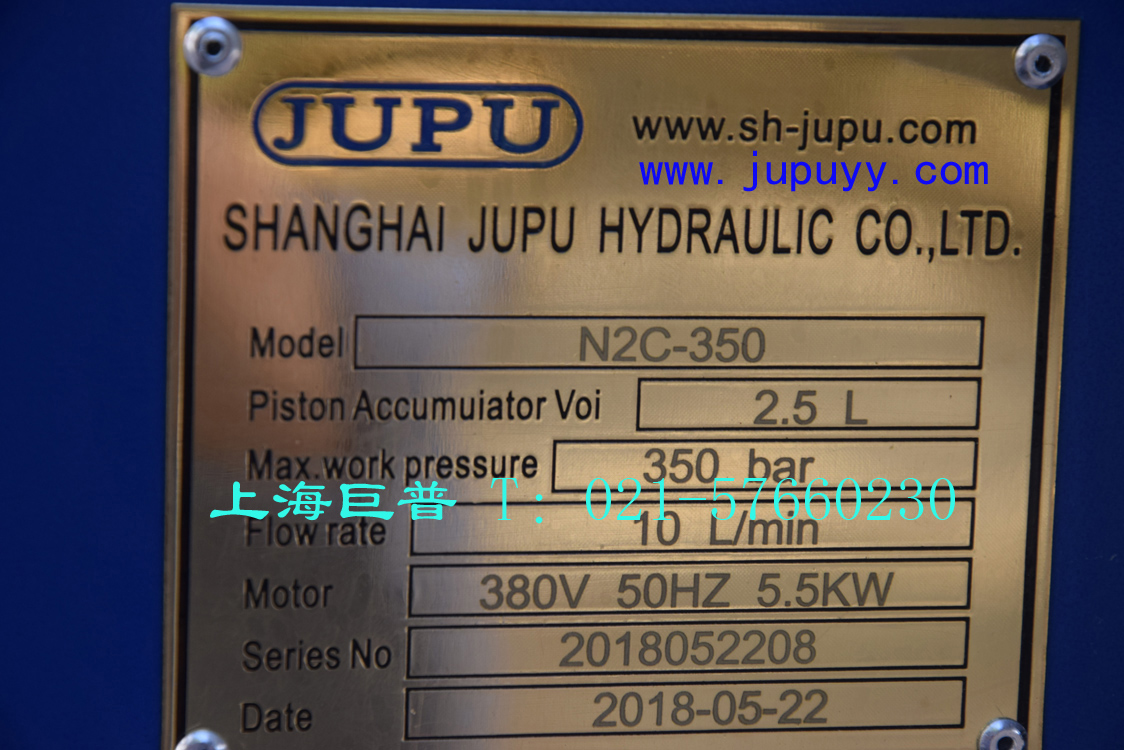 JUPU
www.sh-jupu.com
www.jupuyy.com
SHANGHAI JUPU HYDRAULIC CO.,LTD.
Model N2C-350
Piston Accumuiator Voi 2.5 L
Max.work pressure 350 bar
上海巨普 T：021-57660230
Flow rate 10 L/min
Motor 380V 50HZ 5.5KW
Series No 2018052208
Date 2018-05-22